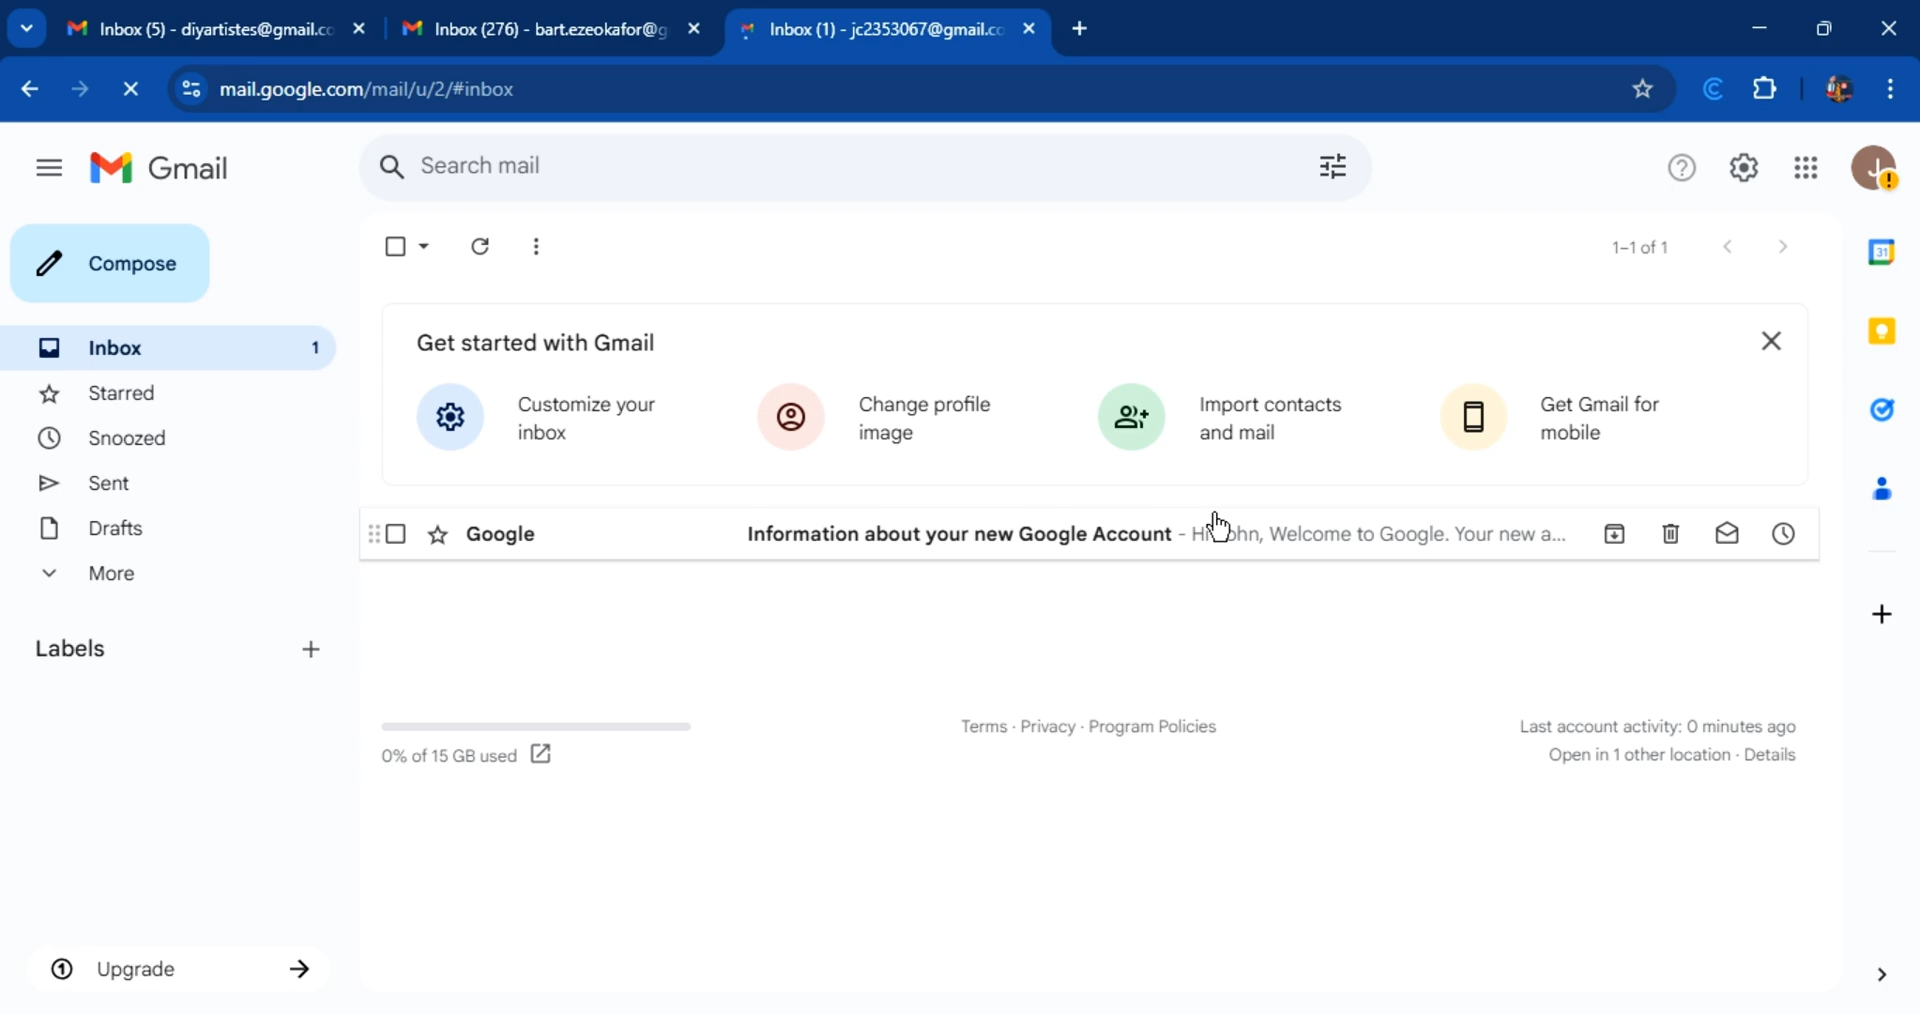 Inbox (5) - diyartistes@gmail.co
Inbox (276) - bart.ezeokafor@g
Inbox (1) - jc2353067@gmail.co
mail.google.com/mail/u/2/#inbox
Gmail
Search mail
J
Compose
1–1 of 1
31
Get started with Gmail
Inbox 1
Starred
Snoozed
Sent
Drafts
More
Customize your
inbox
Change profile
image
Import contacts
and mail
Get Gmail for
mobile
Google Information about your new Google Account - Hi John, Welcome to Google. Your new a...
Labels
0% of 15 GB used
Terms · Privacy · Program Policies
Last account activity: 0 minutes ago
Open in 1 other location · Details
Upgrade